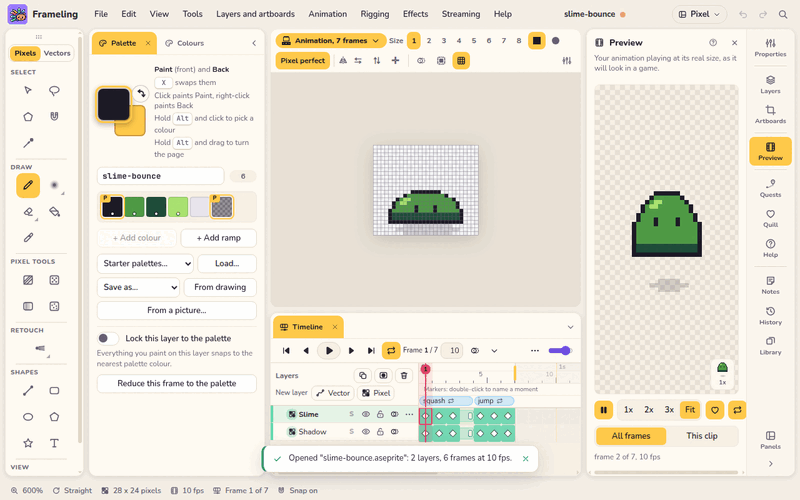 Frameling
File Edit View Tools Layers and artboards Animation Rigging Effects Streaming Help
slime-bounce
Pixel
Pixels Vectors
SELECT
DRAW
PIXEL TOOLS
RETOUCH
SHAPES
VIEW
Palette
Colours
Paint (front) and Back
X swaps them
Click paints Paint, right-click
paints Back
Hold Alt and click to pick a
colour
Hold Alt and drag to turn
the page
slime-bounce 6
P P
+ Add colour + Add ramp
Starter palettes... Load...
Save as... From drawing
From a picture...
Lock this layer to the palette
Everything you paint on this layer snaps to the
nearest palette colour.
Reduce this frame to the palette
Animation, 7 frames Size 1 2 3 4 5 6 7 8
Pixel perfect
Timeline
Frame 1 / 7 10
Layers
New layer Vector Pixel
1 5 10 1s
Markers: double-click to name a moment
squash jump
Slime S
Shadow S
Opened "slime-bounce.aseprite": 2 layers, 6 frames at 10 fps.
Preview
Your animation playing at its real size, as it
will look in a game.
1x
1x 2x 3x Fit
All frames This clip
frame 2 of 7, 10 fps
Properties
Layers
Artboards
Preview
Quests
Quill
Help
Notes
History
Library
Panels
600% Straight 28 x 24 pixels 10 fps Frame 1 of 7 Snap on